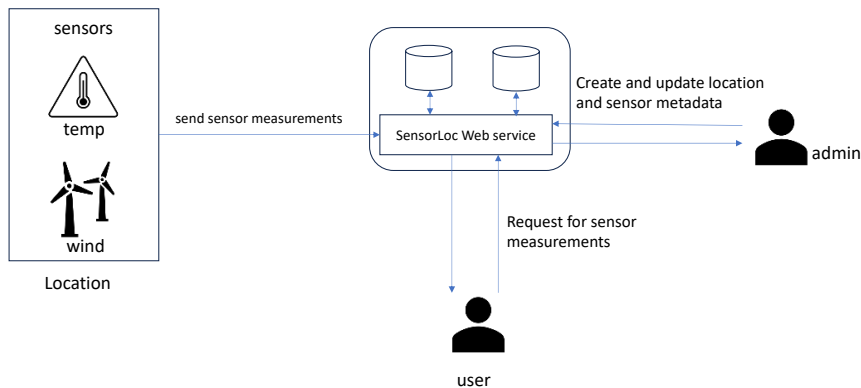 sensors
temp
wind
Location
send sensor measurements
SensorLoc Web service
Create and update location
and sensor metadata
admin
Request for sensor
measurements
user